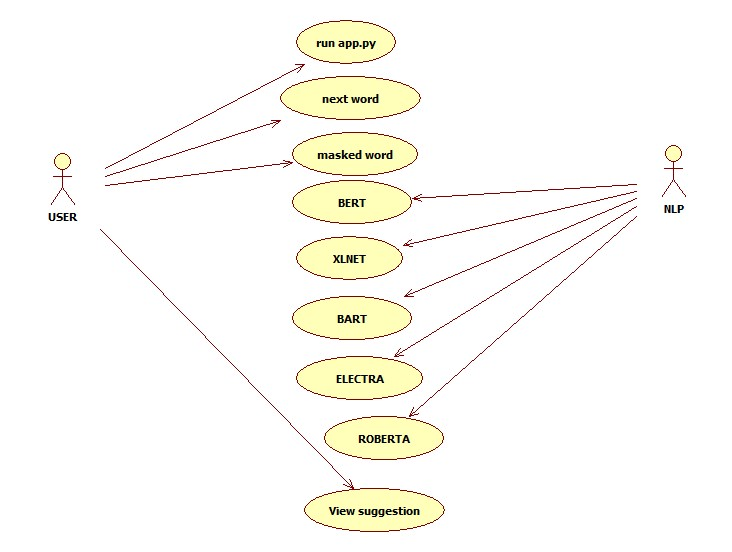 run app.py
next word
masked word
BERT
USER
NLP
XLNET
BART
ELECTRA
ROBERTA
View suggestion